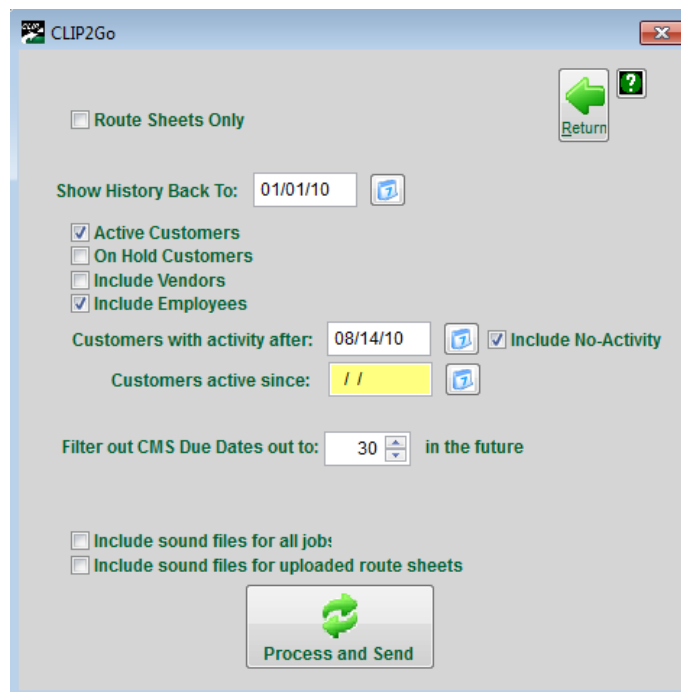 CLIP2Go
?
Route Sheets Only
Return
Show History Back To: 01/01/10 7
Active Customers
On Hold Customers
Include Vendors
Include Employees
Customers with activity after: 08/14/10 7 Include No-Activity
Customers active since: / / 7
Filter out CMS Due Dates out to: 30 in the future
Include sound files for all jobs
Include sound files for uploaded route sheets
Process and Send